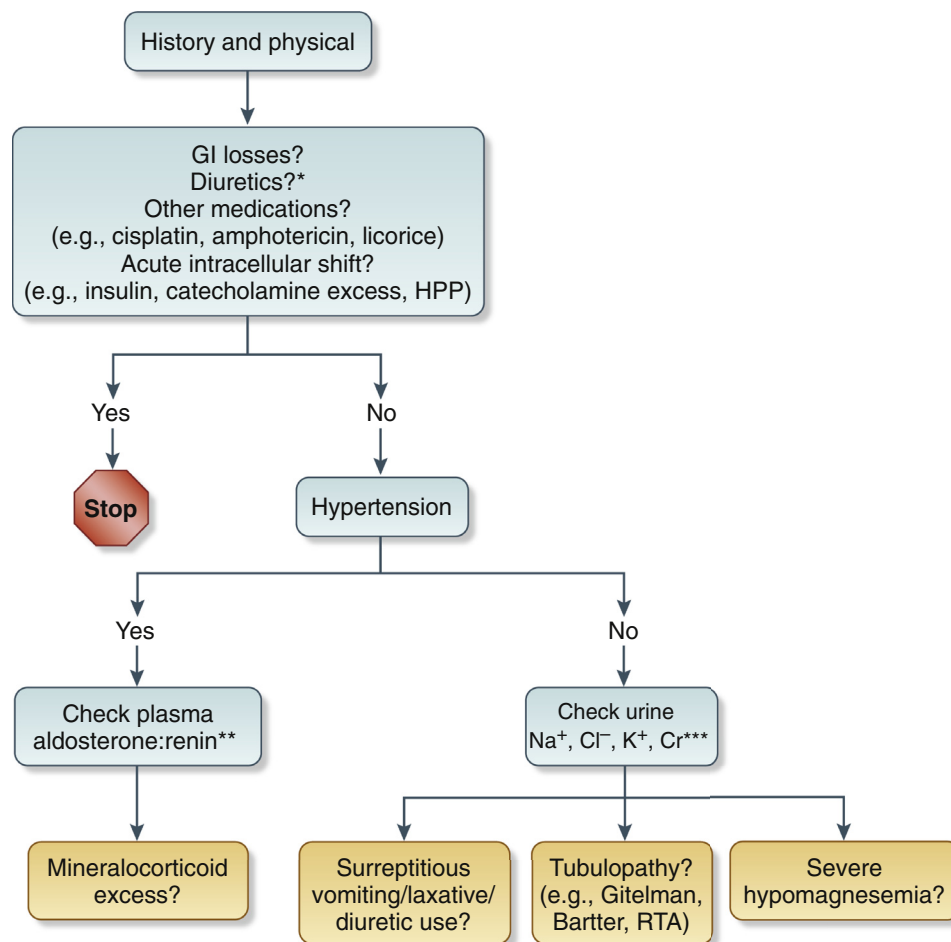 History and physical
GI losses?
Diuretics?*
Other medications?
(e.g., cisplatin, amphotericin, licorice)
Acute intracellular shift?
(e.g., insulin, catecholamine excess, HPP)
Yes
No
Stop
Hypertension
Yes
No
Check plasma
aldosterone:renin**
Check urine
Na⁺, Cl⁻, K⁺, Cr***
Mineralocorticoid
excess?
Surreptitious
vomiting/laxative/
diuretic use?
Tubulopathy?
(e.g., Gitelman,
Bartter, RTA)
Severe
hypomagnesemia?